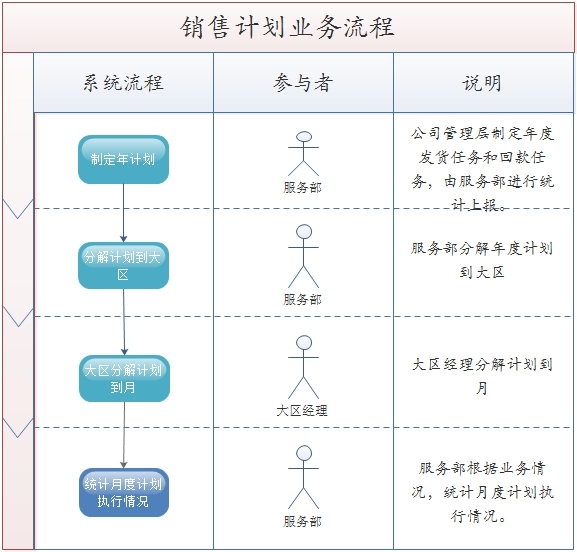 销售计划业务流程
系统流程
参与者
说明
制定年计划
服务部
公司管理层制定年度
发货任务和回款任
务，由服务部进行统
计上报。
分解计划到大
区
服务部
服务部分解年度计划
到大区
大区分解计划
到月
大区经理
大区经理分解计划到
月
统计月度计划
执行情况
服务部
服务部根据业务情
况，统计月度计划执
行情况。